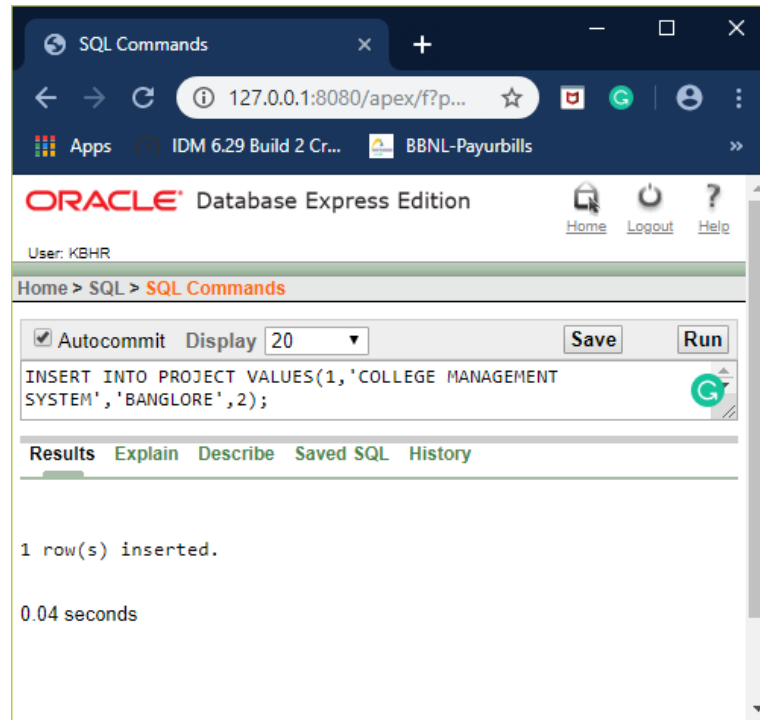 SQL Commands
127.0.0.1:8080/apex/f?p...
Apps IDM 6.29 Build 2 Cr... BBNL-Payurbills »
ORACLE Database Express Edition
Home Logout Help
User: KBHR
Home > SQL > SQL Commands
Autocommit Display 20 Save Run
INSERT INTO PROJECT VALUES(1,'COLLEGE MANAGEMENT
SYSTEM','BANGLORE',2);
Results Explain Describe Saved SQL History
1 row(s) inserted.
0.04 seconds